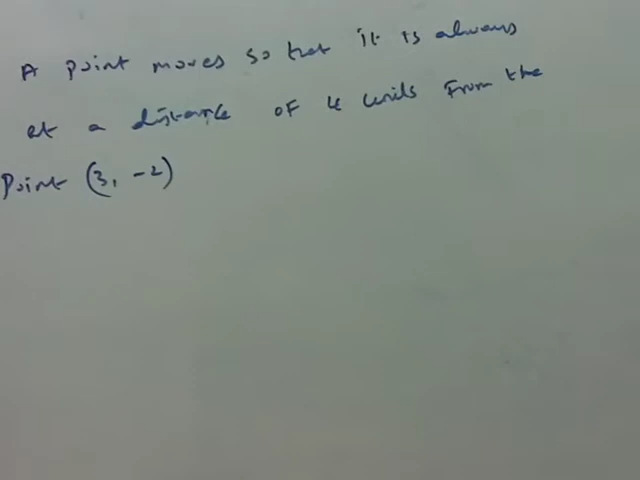 A point moves so that it is always
at a distance of 4 units From the
Point (3, -2)